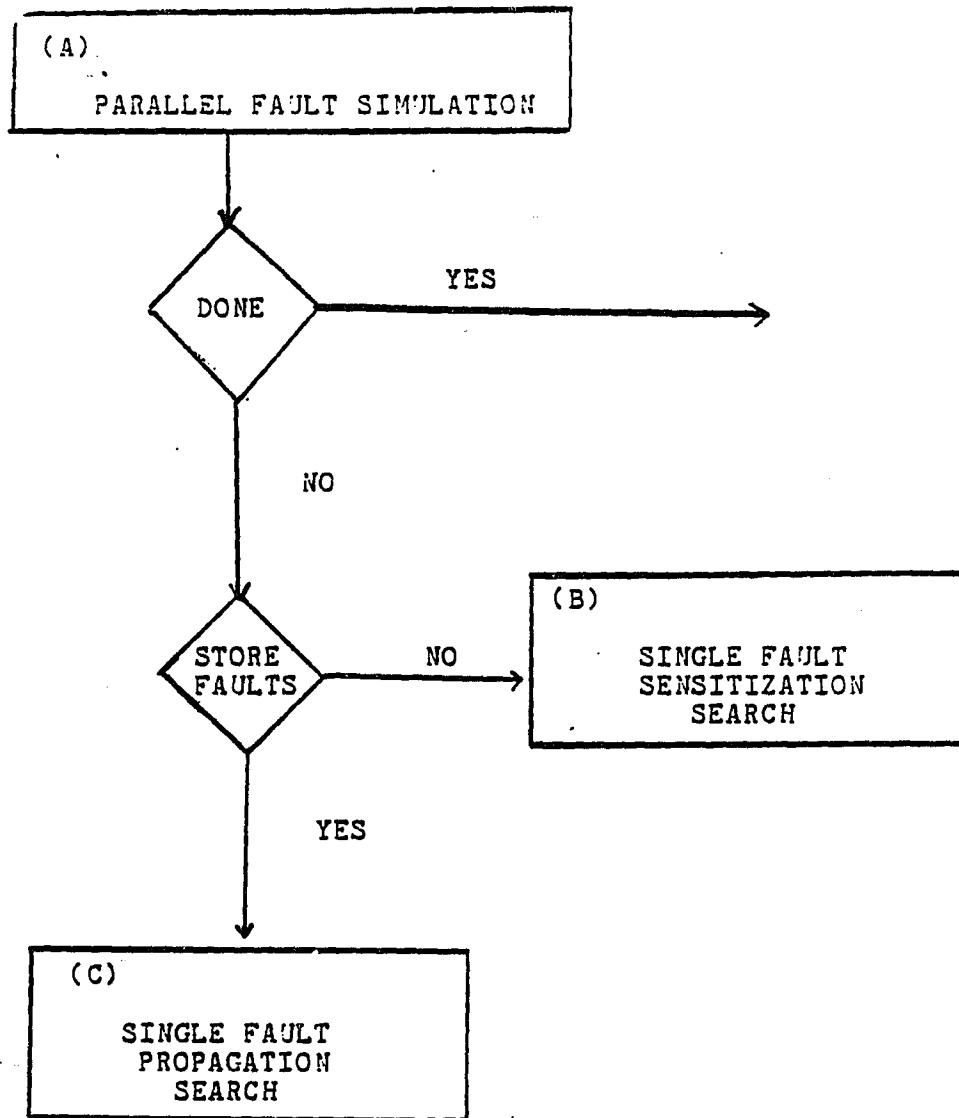 (A)
PARALLEL FAULT SIMULATION
DONE
YES
NO
STORE
FAULTS
NO
(B)
SINGLE FAULT
SENSITIZATION
SEARCH
YES
(C)
SINGLE FAULT
PROPAGATION
SEARCH